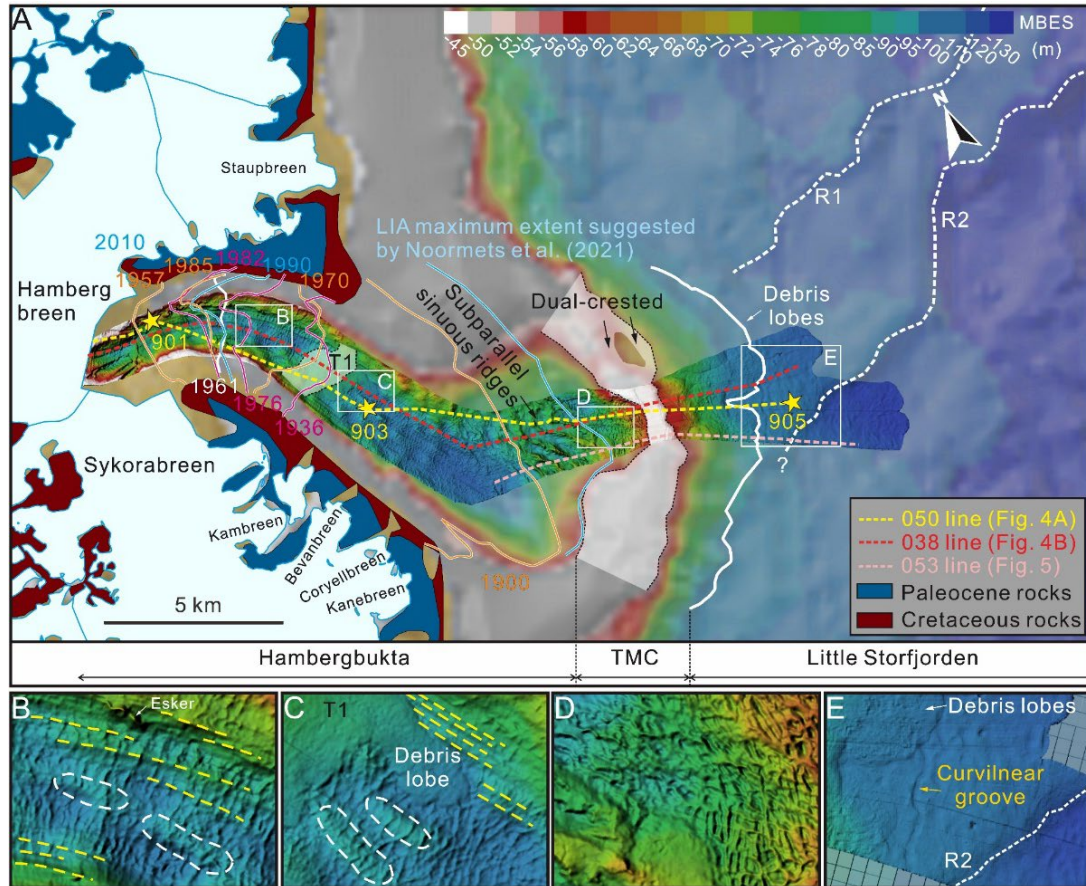 A
MBES
(m)
-45
-50
-52
-54
-56
-58
-60
-62
-64
-66
-68
-70
-72
-74
-76
-78
-80
-85
-90
-95
-100
-110
-120
-130
N
Staupbreen
R1
R2
LIA maximum extent suggested
by Noormets et al. (2021)
2010
1982
1985
1990
1957
1970
Hamberg
breen
Subparallel
sinuous ridges
Dual-crested
Debris
lobes
B
901
T1
C
E
1961
D
903
905
1976
1936
?
Sykorabreen
Kambreen
Bevanbreen
Coryellbreen
Kanebreen
1900
5 km
050 line (Fig. 4A)
038 line (Fig. 4B)
053 line (Fig. 5)
Paleocene rocks
Cretaceous rocks
Hambergbukta
TMC
Little Storfjorden
B
Esker
C
T1
Debris
lobe
D
E
Debris lobes
Curvilnear
groove
R2